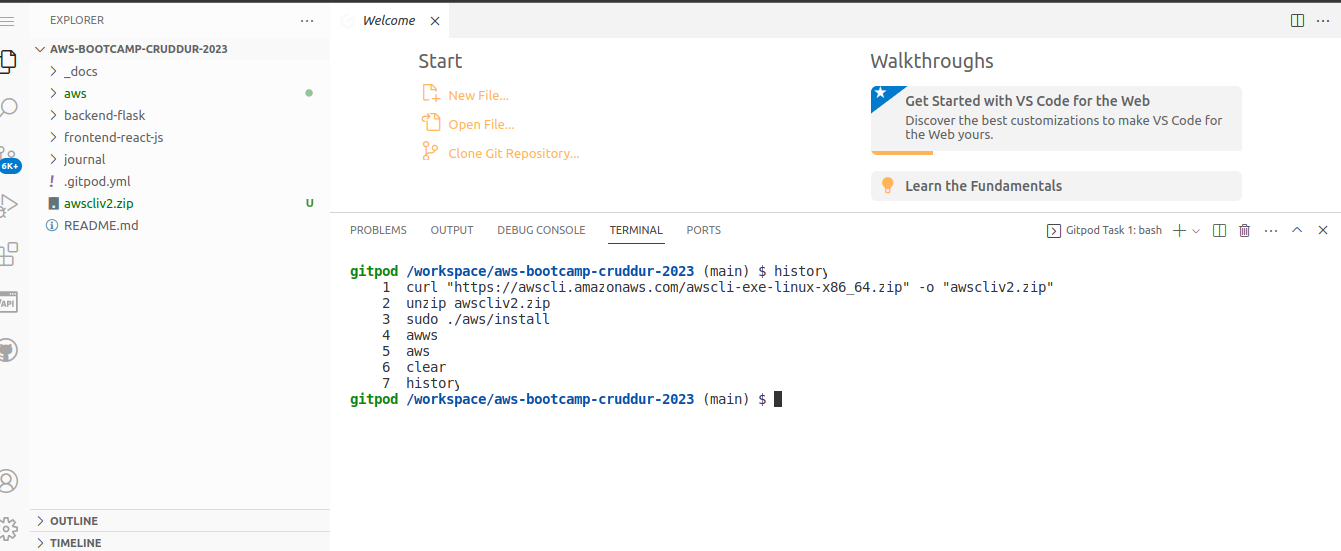 EXPLORER
AWS-BOOTCAMP-CRUDDUR-2023
_docs
aws
backend-flask
frontend-react-js
journal
! .gitpod.yml
awscliv2.zip U
README.md
OUTLINE
TIMELINE
6K+
API
Welcome
Start
New File...
Open File...
Clone Git Repository...
Walkthroughs
Get Started with VS Code for the Web
Discover the best customizations to make VS Code for
the Web yours.
Learn the Fundamentals
PROBLEMS OUTPUT DEBUG CONSOLE TERMINAL PORTS Gitpod Task 1: bash
gitpod /workspace/aws-bootcamp-cruddur-2023 (main) $ history
1 curl "https://awscli.amazonaws.com/awscli-exe-linux-x86_64.zip" -o "awscliv2.zip"
2 unzip awscliv2.zip
3 sudo ./aws/install
4 awws
5 aws
6 clear
7 history
gitpod /workspace/aws-bootcamp-cruddur-2023 (main) $